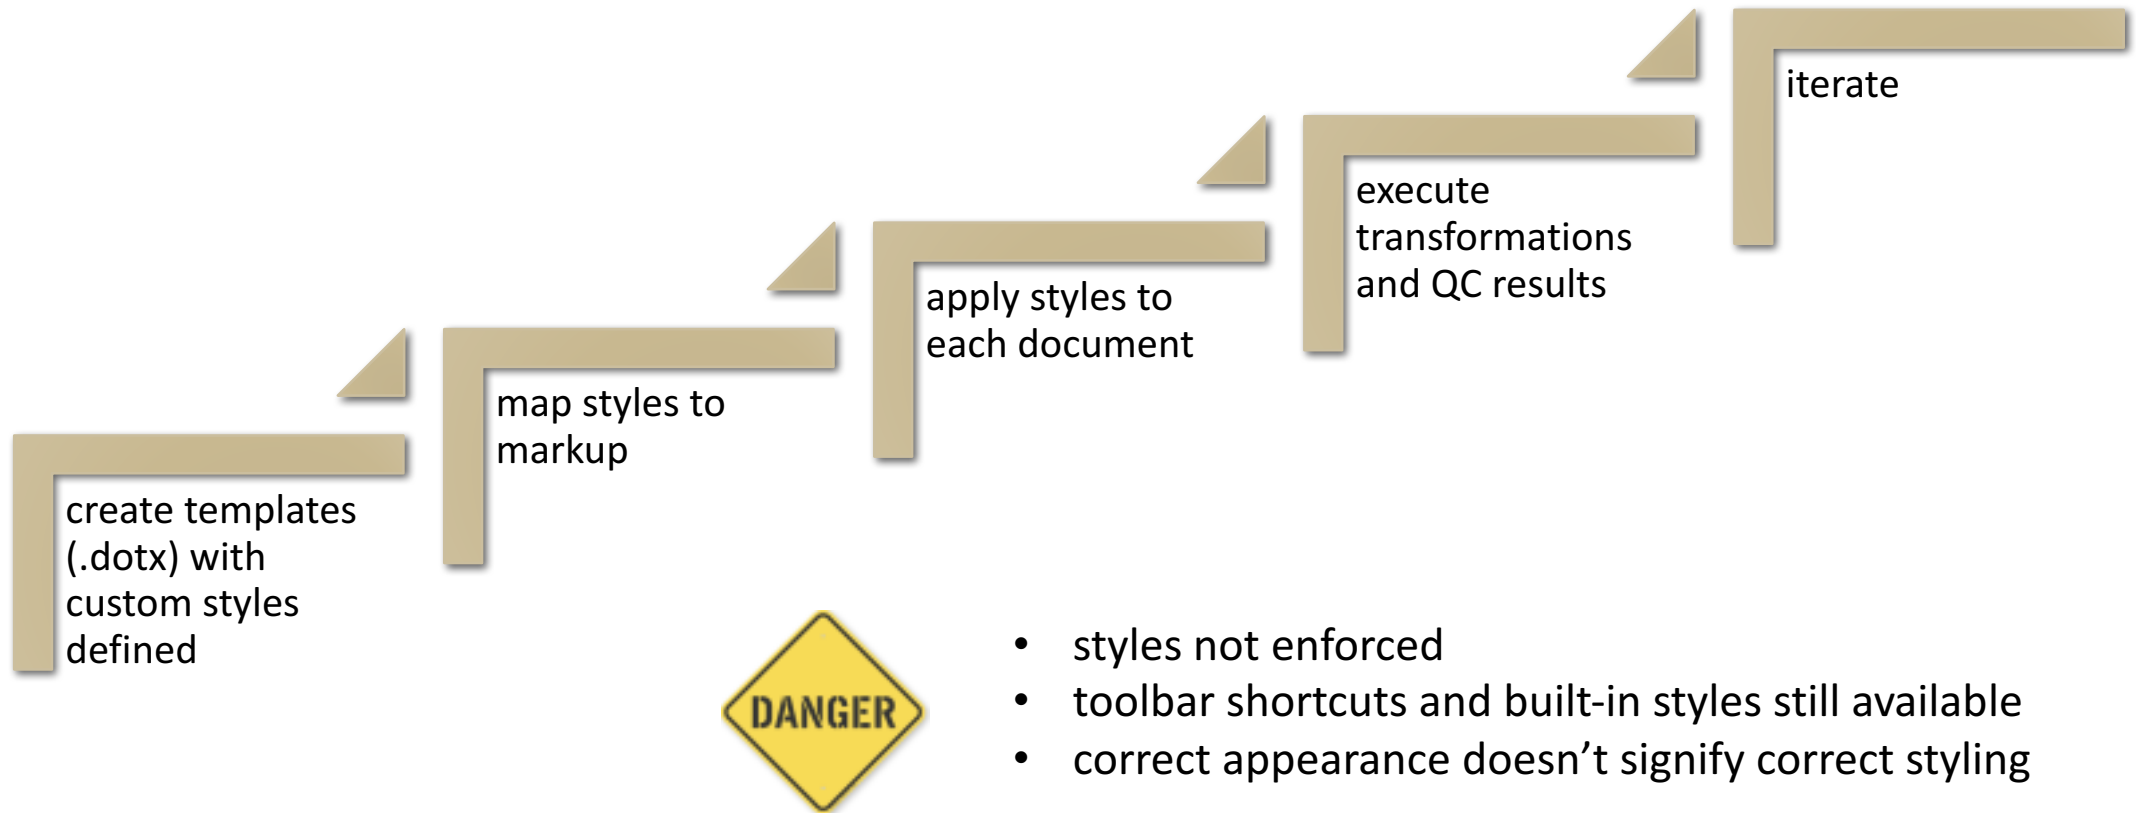 create templates
(.dotx) with
custom styles
defined
map styles to
markup
apply styles to
each document
execute
transformations
and QC results
iterate
DANGER
• styles not enforced
• toolbar shortcuts and built-in styles still available
• correct appearance doesn’t signify correct styling